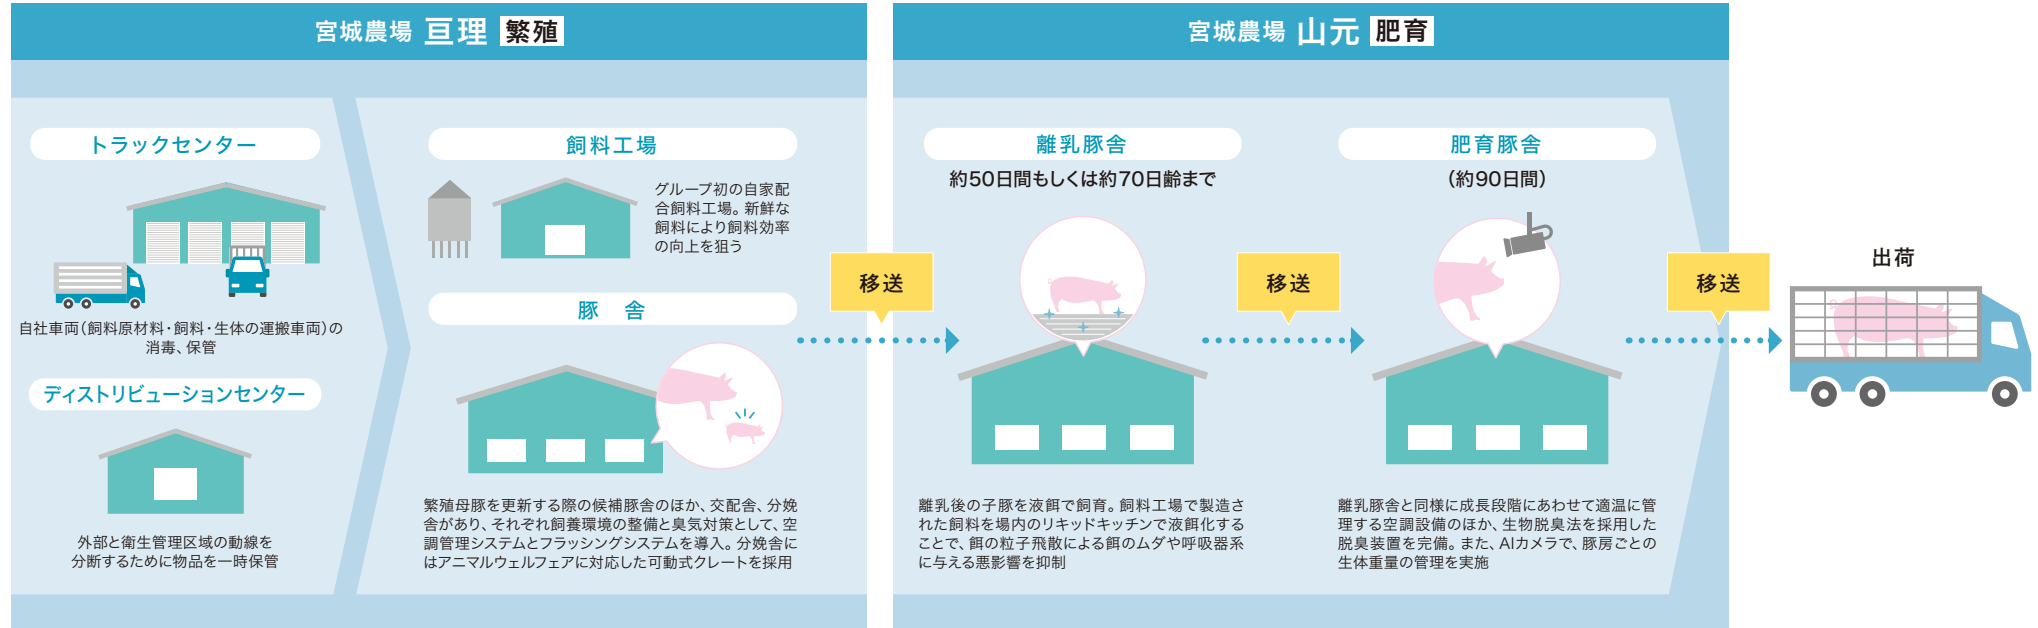 宮城農場 亘理 繁殖
トラックセンター
自社車両(飼料原材料・飼料・生体の運搬車両)の
消毒、保管
ディストリビューションセンター
外部と衛生管理区域の動線を
分断するために物品を一時保管
飼料工場
グループ初の自家配
合飼料工場。新鮮な
飼料により飼料効率
の向上を狙う
豚 舎
繁殖母豚を更新する際の候補豚舎のほか、交配舎、分娩
舎があり、それぞれ飼養環境の整備と臭気対策として、空
調管理システムとフラッシングシステムを導入。分娩舎に
はアニマルウェルフェアに対応した可動式クレートを採用
移送
宮城農場 山元 肥育
離乳豚舎
約50日間もしくは約70日齢まで
離乳後の子豚を液餌で飼育。飼料工場で製造さ
れた飼料を場内のリキッドキッチンで液餌化する
ことで、餌の粒子飛散による餌のムダや呼吸器系
に与える悪影響を抑制
移送
肥育豚舎
(約90日間)
離乳豚舎と同様に成長段階にあわせて適温に管
理する空調設備のほか、生物脱臭法を採用した
脱臭装置を完備。また、AIカメラで、豚房ごとの
生体重量の管理を実施
移送
出荷